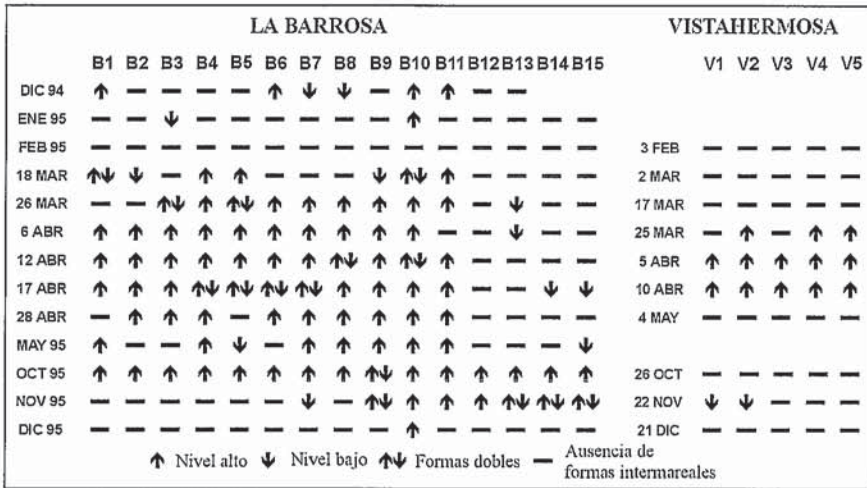 LA BARROSA VISTAHERMOSA
B1 B2 B3 B4 B5 B6 B7 B8 B9 B10 B11 B12 B13 B14 B15 V1 V2 V3 V4 V5
DIC 94 ↑ — — — — ↑ ↓ ↓ — ↑ ↑ — —
ENE 95 — — ↓ — — — — — — ↑ — — — — —
FEB 95 — — — — — — — — — — — — — — — 3 FEB — — — — —
18 MAR ↑↓ ↓ — ↑ ↑ — — — ↓ ↑↓ ↑ — — — — 2 MAR — — — — —
26 MAR — — ↑↓ ↑ ↑↓ ↑ ↑ ↑ ↑ ↑ ↑ — ↓ — — 17 MAR — — — — —
6 ABR ↑ ↑ ↑ ↑ ↑ ↑ ↑ ↑ ↑ ↑ — — ↓ — — 25 MAR — ↑ — ↑ ↑
12 ABR ↑ ↑ ↑ ↑ ↑ ↑ ↑ ↑↓ ↑ ↑↓ ↑ — — — — 5 ABR ↑ ↑ ↑ ↑ ↑
17 ABR ↑ ↑ ↑ ↑↓ ↑↓ ↑↓ ↑↓ ↑ ↑ ↑ ↑ — — ↓ ↓ 10 ABR ↑ ↑ ↑ ↑ ↑
28 ABR — ↑ ↑ ↑ — ↑ ↑ ↑ ↑ ↑ ↑ — — — — 4 MAY — — — — —
MAY 95 ↑ — — ↑ ↓ — ↑ ↑ ↑ ↑ ↑ — — — ↓
OCT 95 ↑ ↑ ↑ ↑ ↑ ↑ ↑ ↑ ↑↓ ↑ ↑ ↑ ↑ ↑ ↑ 26 OCT — — — — —
NOV 95 — — — — — — ↓ — ↑↓ ↑ ↑ ↑ ↑↓ ↑↓ ↑↓ 22 NOV ↓ ↓ — — —
DIC 95 — — — — — — — — — ↑ — — — — — 21 DIC — — — — —
↑ Nivel alto ↓ Nivel bajo ↑↓ Formas dobles — Ausencia de
formas intermareales